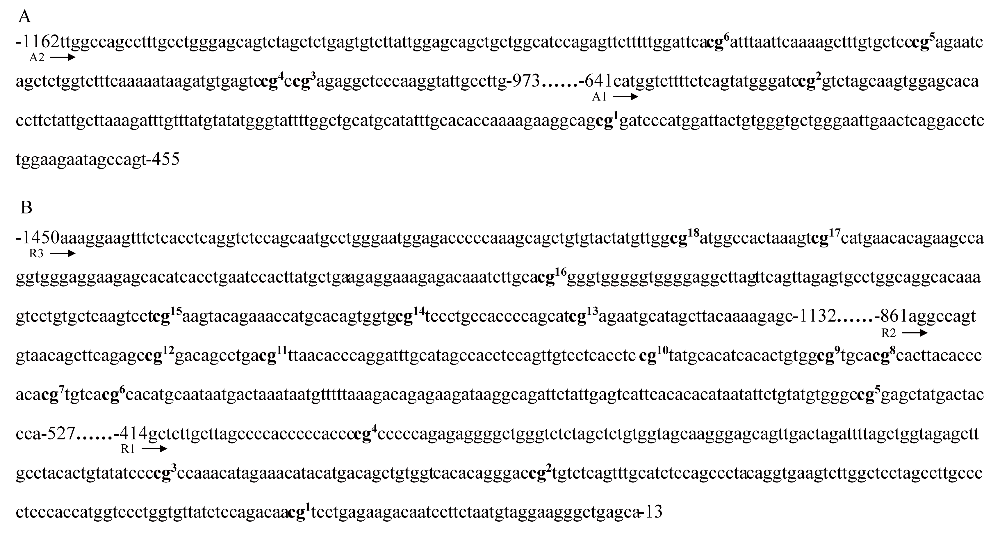 A
-1162ttggccagcctttgcctgggagcagtctagctctgagtgtcttattggagcagctgctggcatccagagttctttttggattcacg6atttaattcaaaagctttgtgctcccg5agaatc
A2
agctctggtctttcaaaaataagatgtgagtccg4ccg3agaggctcccaaggtattgccttg-973......-641catggtcttttctcagtatgggatccg2gtctagcaagtggagcaca
A1
ccttctattgcttaaagatttgtttatgtatatgggtattttggctgcatgcatatttgcacaccaaaagaaggcagcg1gatcccatggattactgtgggtgctgggaattgaactcaggacctc
tggaagaatagccagt-455
B
-1450aaaggaagtttctcacctcaggtctccagcaatgcctgggaatggagacccccaaagcagctgtgtactatgttggcg18atggccactaaagtcg17catgaacacagaagcca
R3
ggtgggaggaagagcacatcacctgaatccacttatgctgaagaggaaagagacaaatcttgcacg16gggtgggggtggggaggcttagttcagttagagtgcctggcaggcacaaa
gtcctgtgctcaagtcctcg15aagtacagaaaccatgcacagtggtgcg14tccctgccaccccagcatcg13agaatgcatagcttacaaaagagc-1132......-861aggccagt
R2
gtaacagcttcagagccg12gacagcctgacg11ttaacacccaggatttgcatagccacctccagttgtcctcacctc cg10tatgcacatcacactgtggcg9tgcacg8cacttacaccc
acacg7tgtcacg6cacatgcaataatgactaaataatgtttttaaagacagagaagataaggcagattctattgagtcattcacacacataatattctgtatgtgggccg5gagctatgactac
cca-527......-414gctcttgcttagccccacccccacccccg4cccccagagaggggctgggtctctagctctgtggtagcaagggagcagttgactagattttagctggtagagctt
R1
gcctacactgtatatccccg3ccaaacatagaaacatacatgacagctgtggtcacacagggaccg2tgtctcagtttgcatctccagccctacaggtgaagtcttggctcctagccttgccc
ctcccaccatggtccctggtgttatctccagacaacg1tcctgagaagacaatccttctaatgtaggaagggctgagca-13